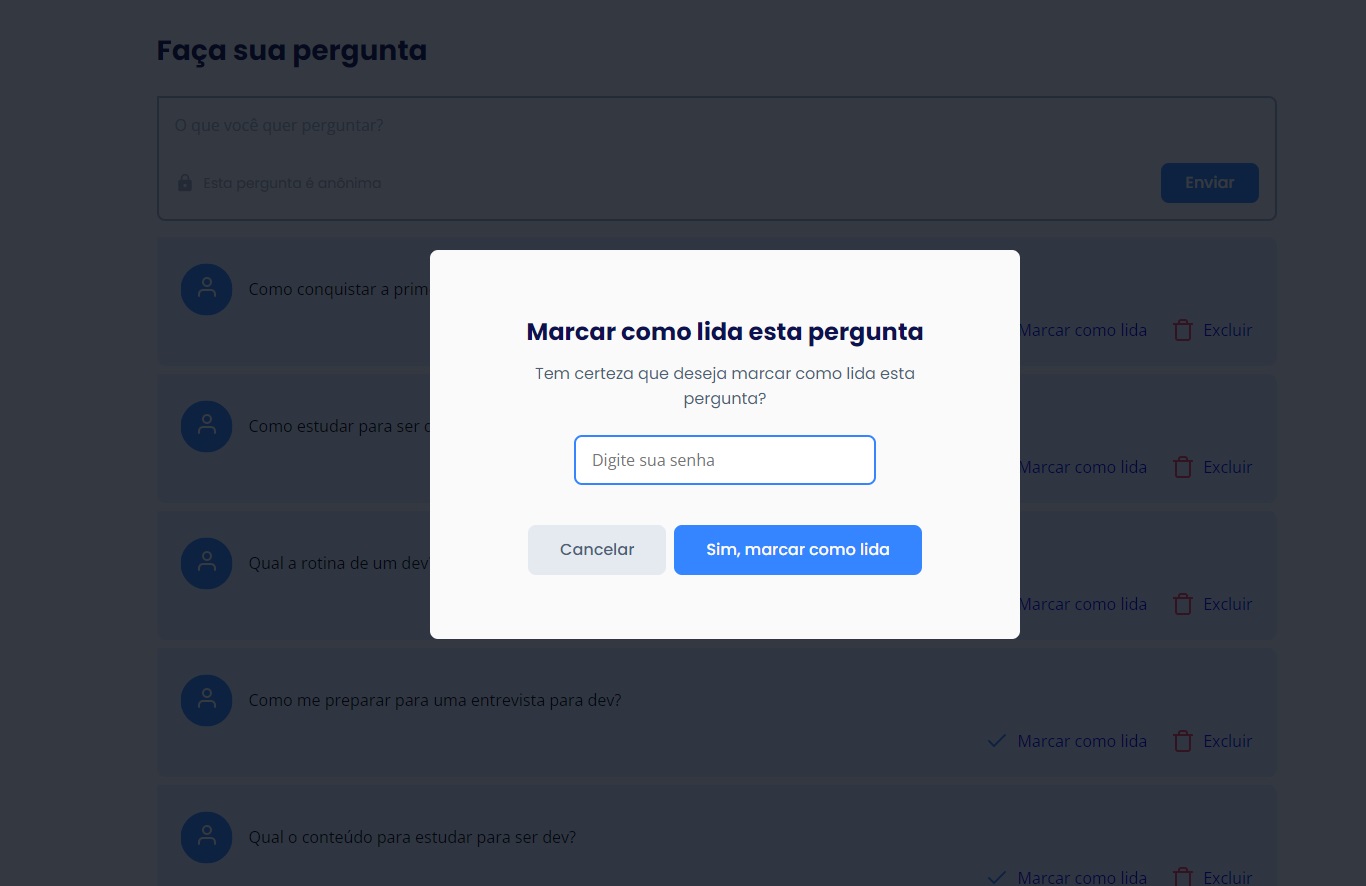 Faça sua pergunta
O que você quer perguntar?
Esta pergunta é anônima
Enviar
Como conquistar a
Marcar como lida
Excluir
Como estudar para ser
Marcar como lida
Excluir
Qual a rotina de um dev
Marcar como lida
Excluir
Marcar como lida esta pergunta
Tem certeza que deseja marcar como lida esta
pergunta?
Digite sua senha
Cancelar
Sim, marcar como lida
Como me preparar para uma entrevista para dev?
Marcar como lida
Excluir
Qual o conteúdo para estudar para ser dev?
Marcar como lida
Excluir